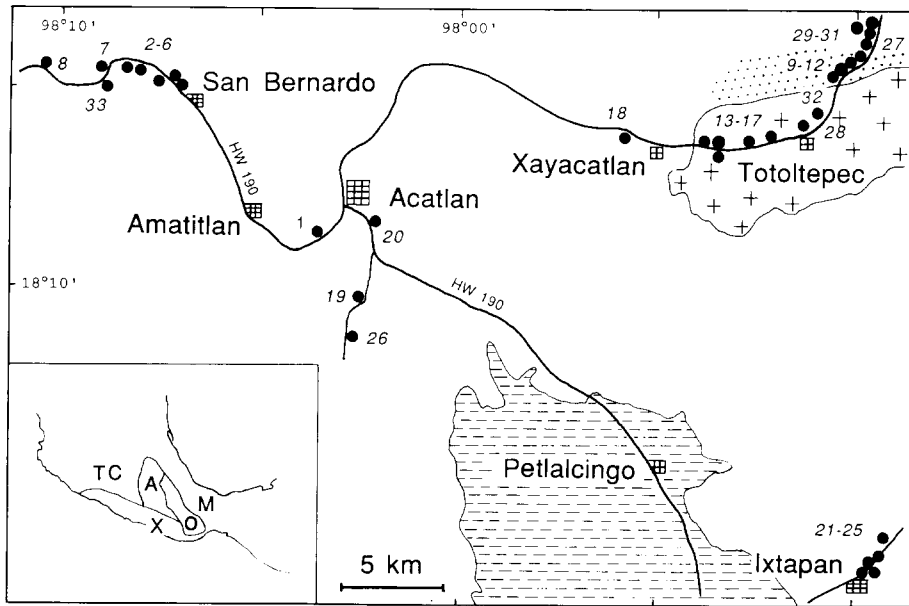 98°10'
98°00'
8
7
2-6
33
San Bernardo
29-31
27
9-12
32
18
13-17
28
Xayacatlan
Totoltepec
HW 190
Amatitlan
1
Acatlan
20
18°10'
19
HW 190
26
TC
A
M
X
O
Petlalcingo
5 km
21-25
Ixtapan